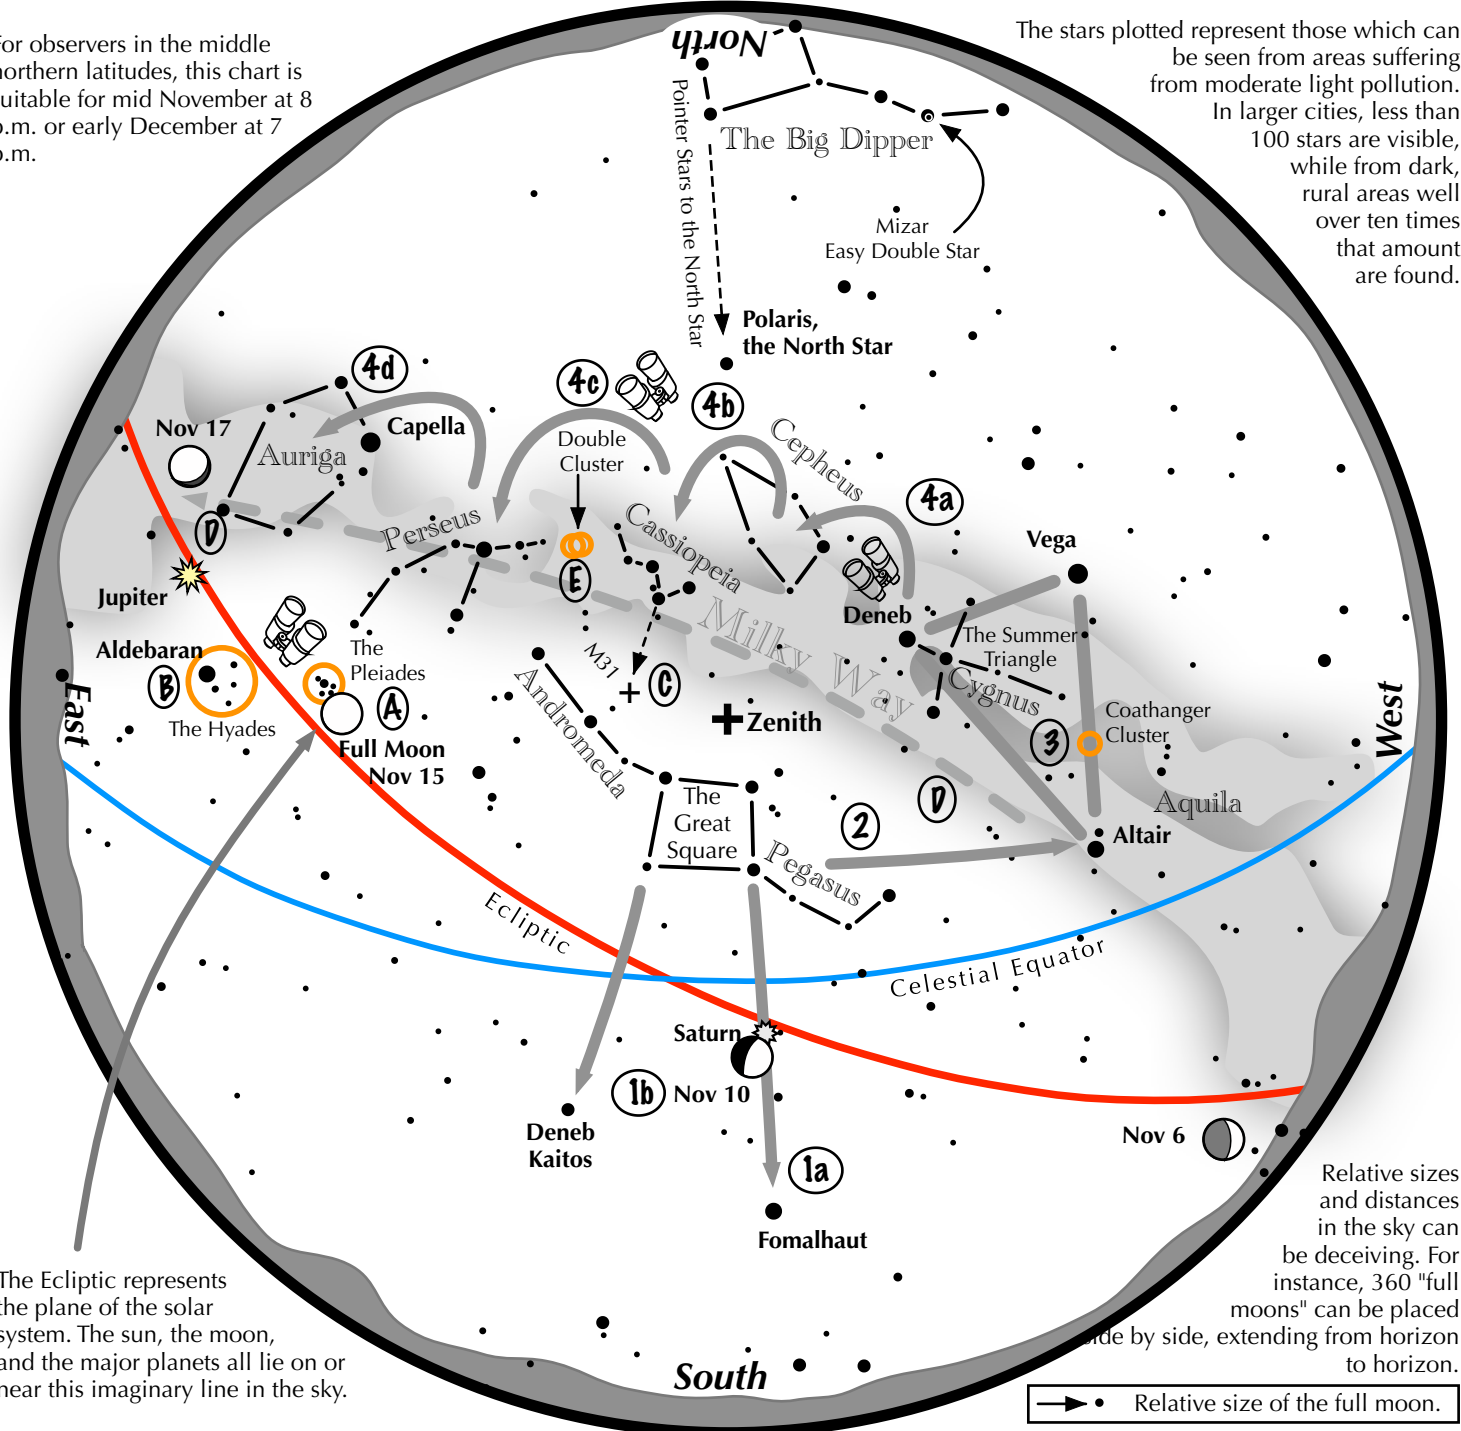 North
For observers in the middle
northern latitudes, this chart is
suitable for mid November at 8
p.m. or early December at 7
p.m.
The stars plotted represent those which can
be seen from areas suffering
from moderate light pollution.
In larger cities, less than
100 stars are visible,
while from dark,
rural areas well
over ten times
that amount
are found.
The Big Dipper
Pointer Stars to the North Star
Mizar
Easy Double Star
Polaris,
the North Star
4d
4c
4b
4a
Nov 17
Capella
Auriga
Double
Cluster
Cepheus
Perseus
Cassiopeia
Vega
D
E
Jupiter
Deneb
Milky Way
The Summer
Triangle
Cygnus
Aldebaran
B
The Hyades
The
Pleiades
A
M31
C
Andromeda
Zenith
East
West
Full Moon
Nov 15
3
Coathanger
Cluster
Aquila
D
2
The
Great
Square
Pegasus
Altair
Ecliptic
Celestial Equator
Saturn
1b
Nov 10
Deneb
Kaitos
1a
Fomalhaut
Nov 6
The Ecliptic represents
the plane of the solar
system. The sun, the moon,
and the major planets all lie on or
near this imaginary line in the sky.
Relative sizes
and distances
in the sky can
be deceiving. For
instance, 360 "full
moons" can be placed
side by side, extending from horizon
to horizon.
Relative size of the full moon.
South